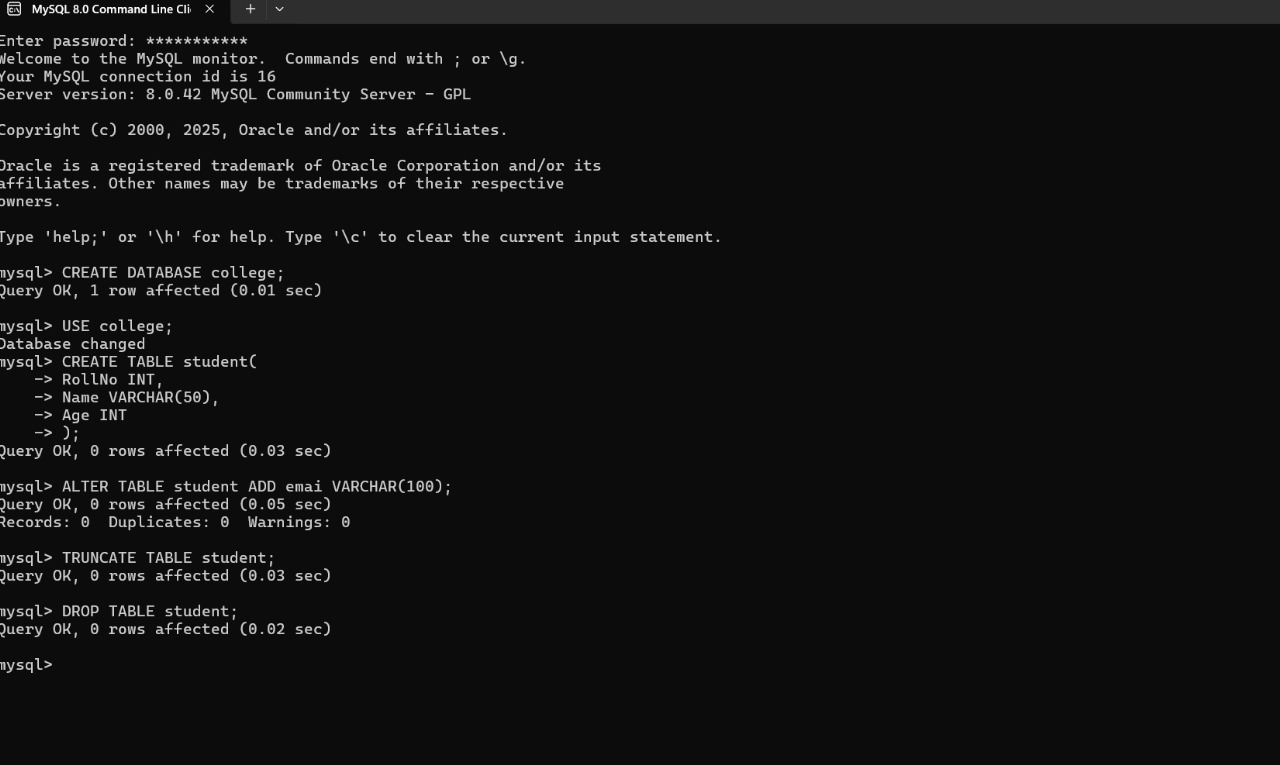 MySQL 8.0 Command Line Cli
Enter password: ***********
Welcome to the MySQL monitor.  Commands end with ; or \g.
Your MySQL connection id is 16
Server version: 8.0.42 MySQL Community Server - GPL
Copyright (c) 2000, 2025, Oracle and/or its affiliates.
Oracle is a registered trademark of Oracle Corporation and/or its
affiliates. Other names may be trademarks of their respective
owners.
Type 'help;' or '\h' for help. Type '\c' to clear the current input statement.
mysql> CREATE DATABASE college;
Query OK, 1 row affected (0.01 sec)
mysql> USE college;
Database changed
mysql> CREATE TABLE student(
    -> RollNo INT,
    -> Name VARCHAR(50),
    -> Age INT
    -> );
Query OK, 0 rows affected (0.03 sec)
mysql> ALTER TABLE student ADD emai VARCHAR(100);
Query OK, 0 rows affected (0.05 sec)
Records: 0  Duplicates: 0  Warnings: 0
mysql> TRUNCATE TABLE student;
Query OK, 0 rows affected (0.03 sec)
mysql> DROP TABLE student;
Query OK, 0 rows affected (0.02 sec)
mysql>